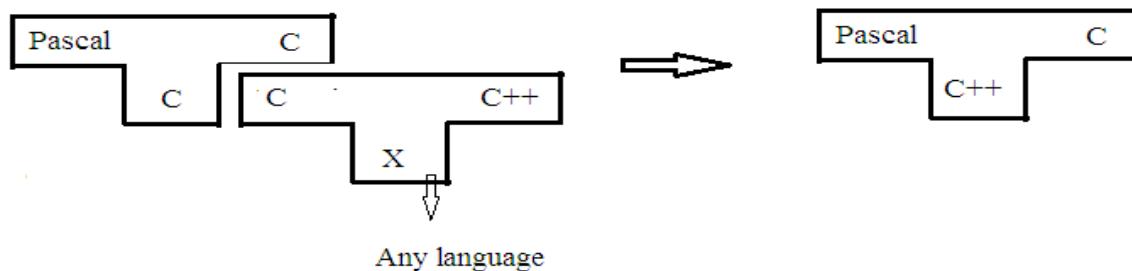 Pascal C
C
C C++
X
Any language
Pascal C
C++